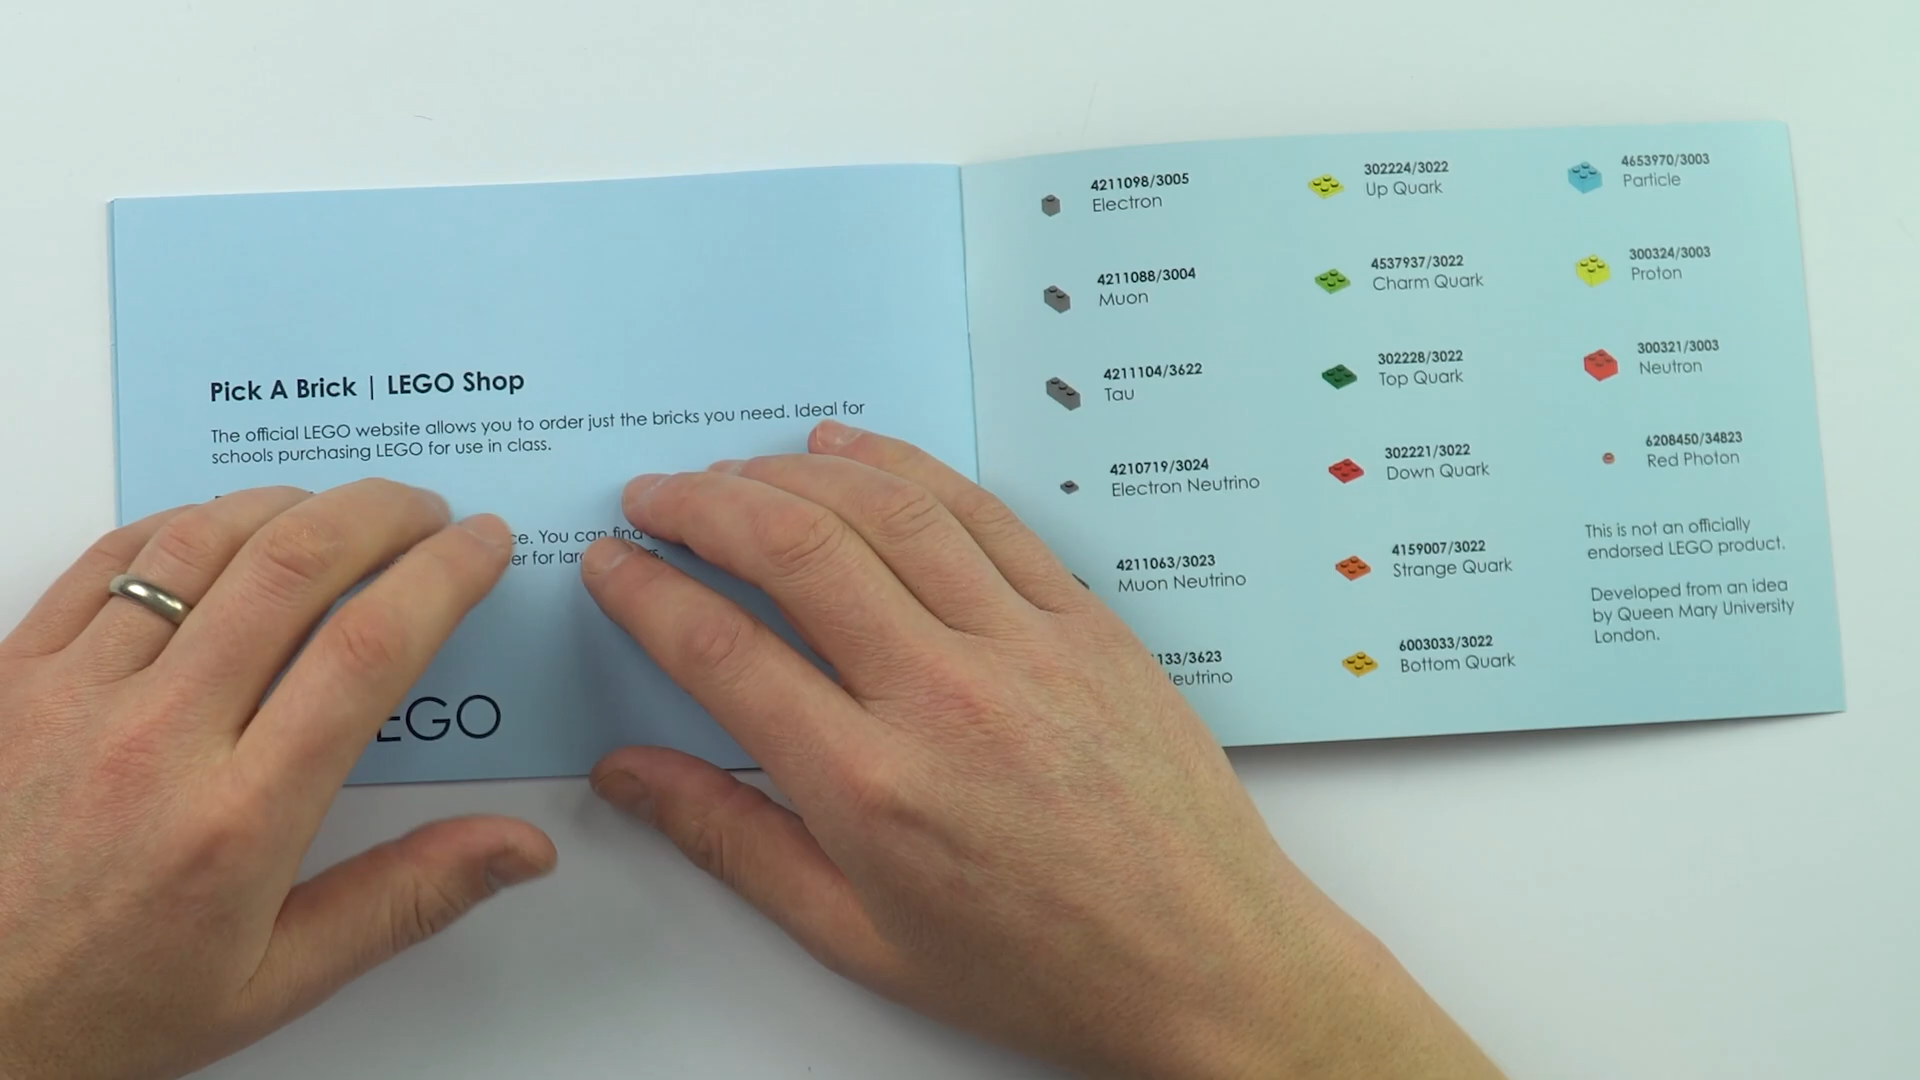 Pick A Brick | LEGO Shop
The official LEGO website allows you to order just the bricks you need. Ideal for
schools purchasing LEGO for use in class.
You can find
for
EGO
4211098/3005
Electron
4211088/3004
Muon
4211104/3622
Tau
4210719/3024
Electron Neutrino
4211063/3023
Muon Neutrino
133/3623
Neutrino
302224/3022
Up Quark
4537937/3022
Charm Quark
302228/3022
Top Quark
302221/3022
Down Quark
4159007/3022
Strange Quark
6003033/3022
Bottom Quark
4653970/3003
Particle
300324/3003
Proton
300321/3003
Neutron
6208450/34823
Red Photon
This is not an officially
endorsed LEGO product.
Developed from an idea
by Queen Mary University
London.